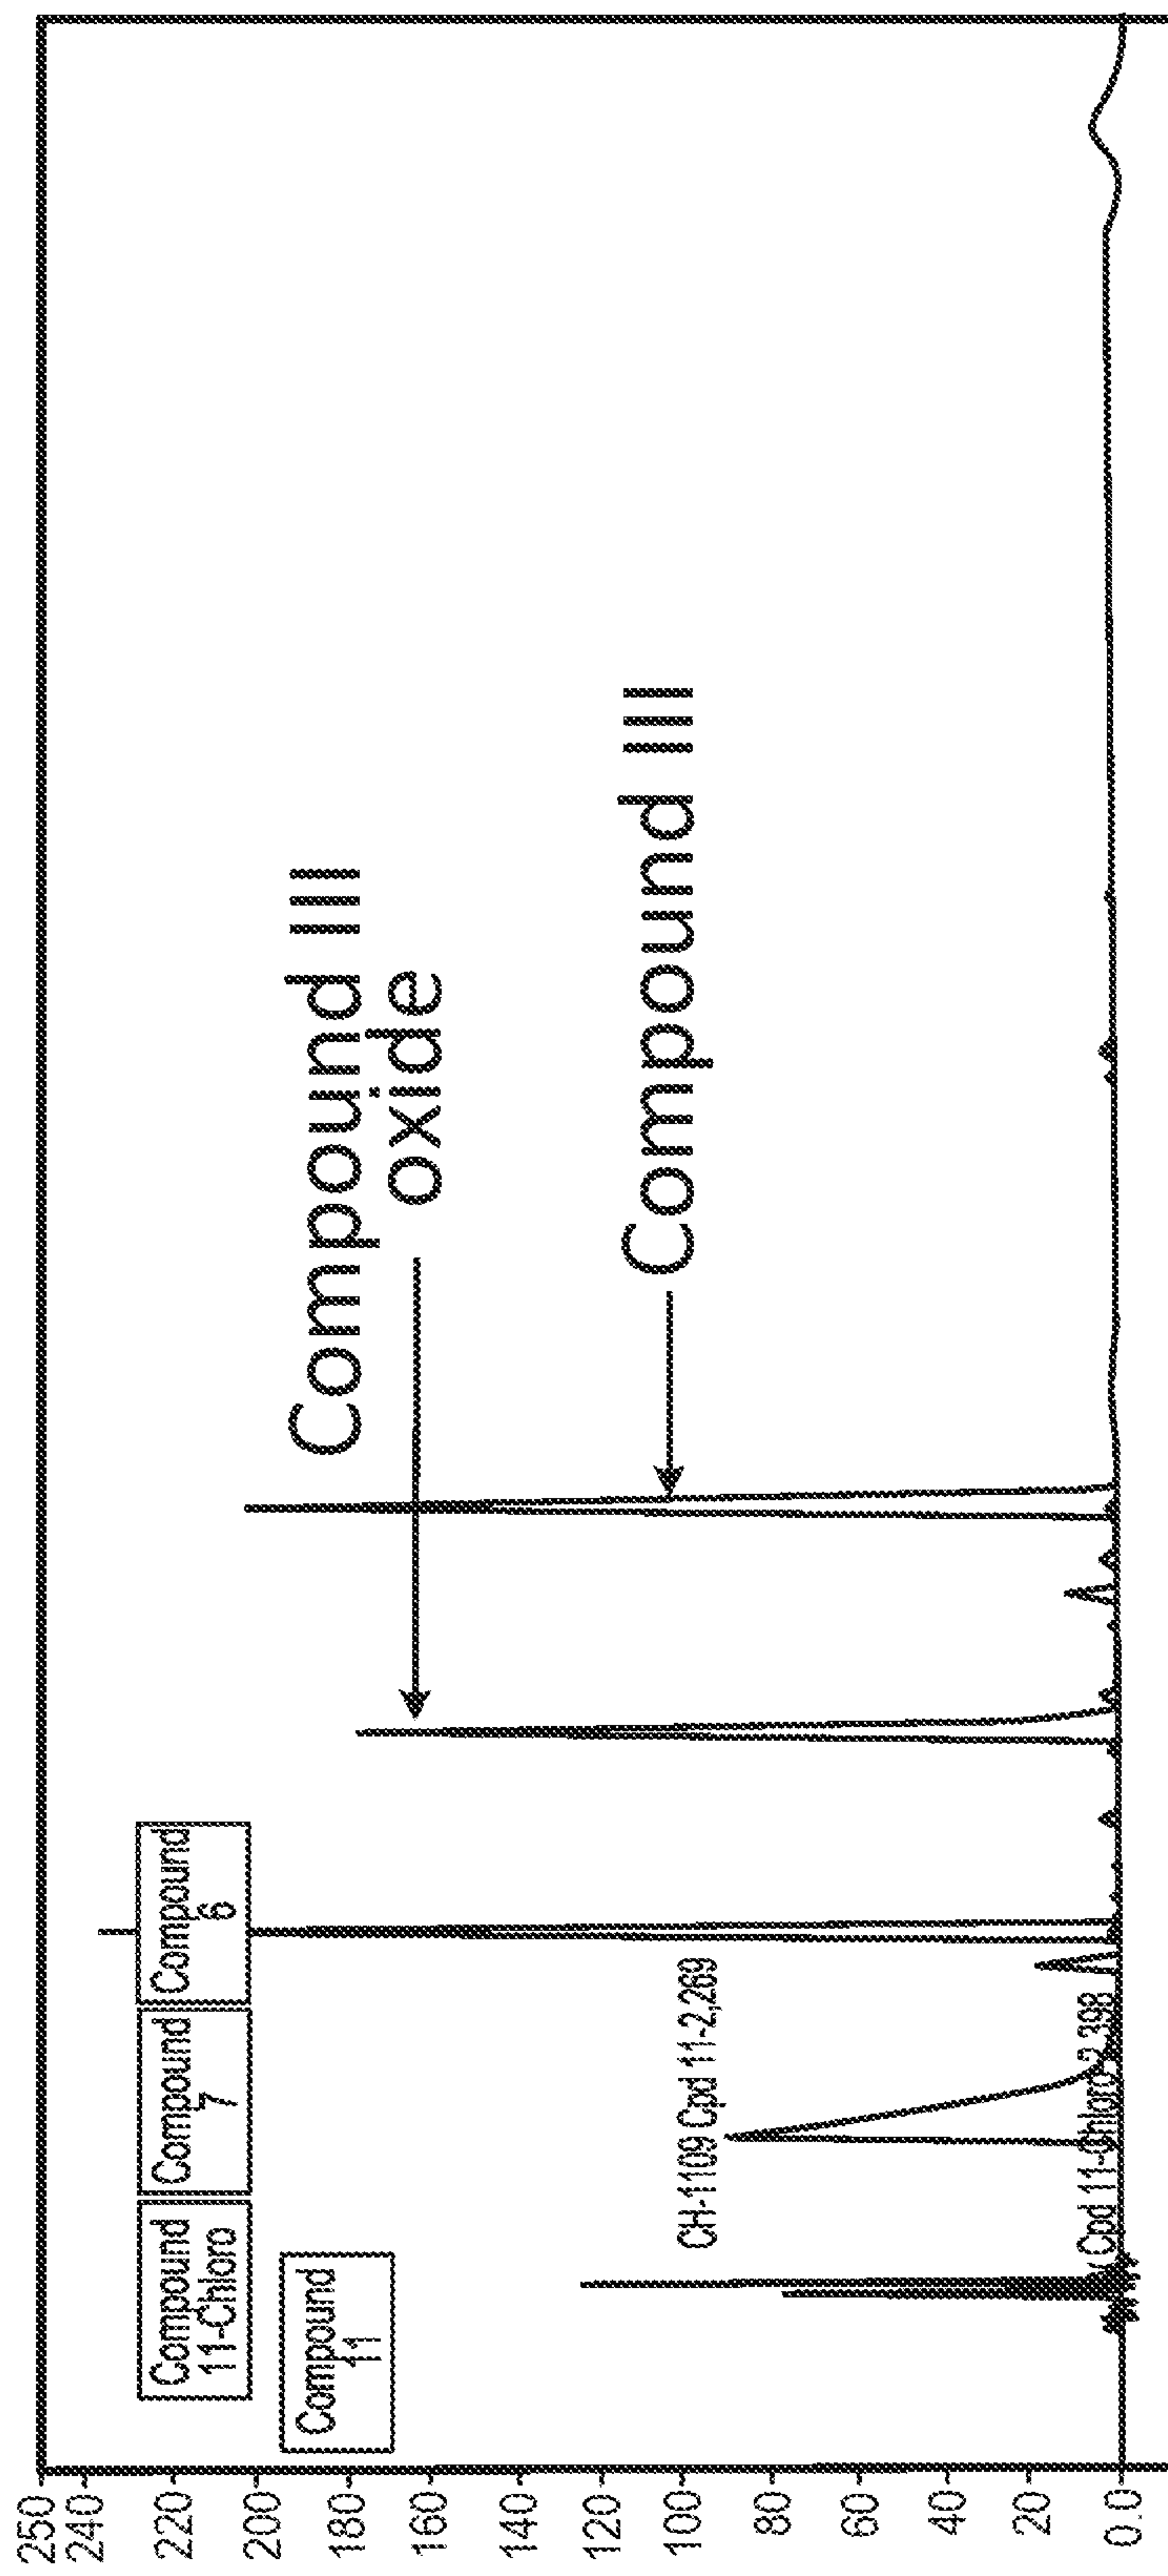 250
240
220
200
180
160
140
120
100
80
60
40
20
0.0
Compound
11-Chloro
Compound
7
Compound
6
Compound
11
Compound III
oxide
Compound III
CH-1109 Cpd 11-2,269
Cpd 11-Chloro-2,398